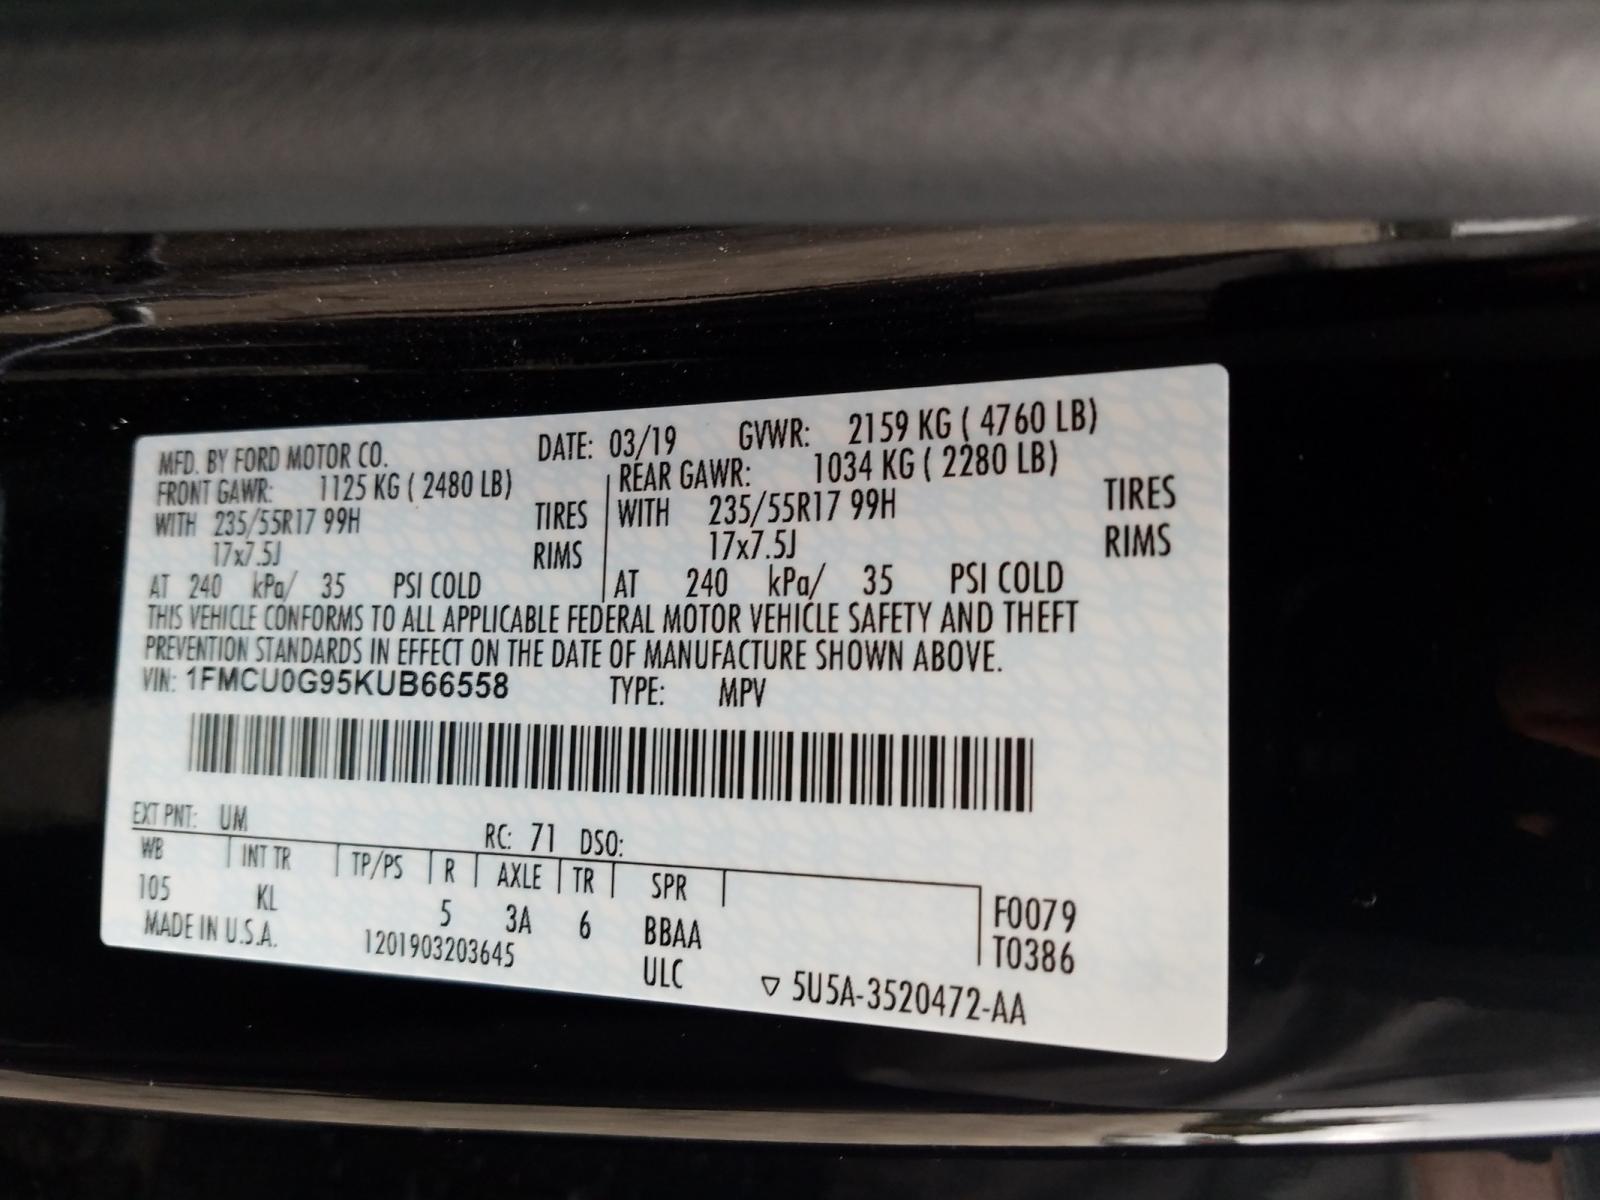 MFD. BY FORD MOTOR CO. DATE: 03/19 GVWR: 2159 KG ( 4760 LB)
FRONT GAWR: 1125 KG ( 2480 LB) REAR GAWR: 1034 KG ( 2280 LB)
WITH 235/55R17 99H TIRES WITH 235/55R17 99H TIRES
17x7.5J RIMS 17x7.5J RIMS
AT 240 kPa/ 35 PSI COLD AT 240 kPa/ 35 PSI COLD
THIS VEHICLE CONFORMS TO ALL APPLICABLE FEDERAL MOTOR VEHICLE SAFETY AND THEFT
PREVENTION STANDARDS IN EFFECT ON THE DATE OF MANUFACTURE SHOWN ABOVE.
VIN: 1FMCU0G95KUB66558 TYPE: MPV
EXT PNT: UM RC: 71 DSO:
WB INT TR TP/PS R AXLE TR SPR
105 KL 5 3A 6 BBAA F0079
MADE IN U.S.A. 1201903203645 ULC T0386
▽ 5U5A-3520472-AA